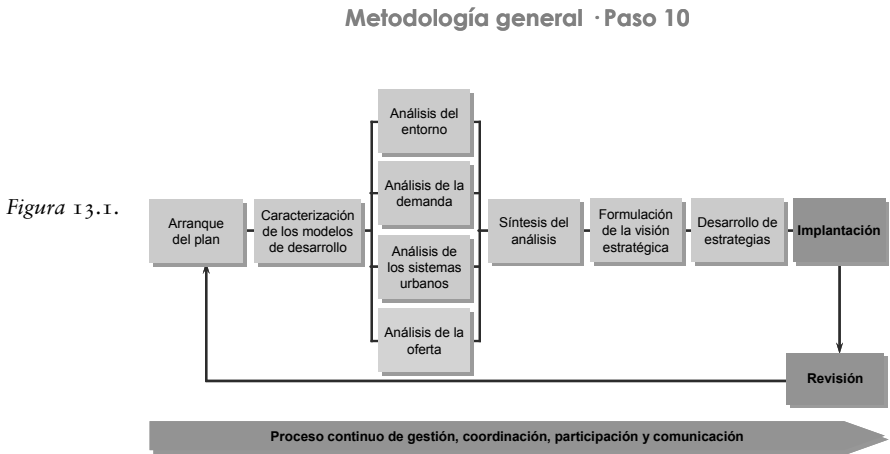 Metodología general · Paso 10
Figura 13.1.
Arranque
del plan
Caracterización
de los modelos
de desarrollo
Análisis del
entorno
Análisis de la
demanda
Análisis de
los sistemas
urbanos
Análisis de la
oferta
Síntesis del
análisis
Formulación
de la visión
estratégica
Desarrollo de
estrategias
Implantación
Revisión
Proceso continuo de gestión, coordinación, participación y comunicación